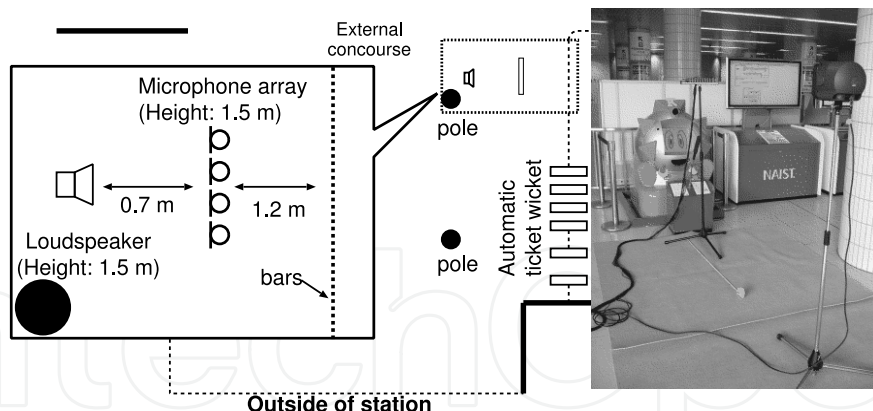 External
concourse
Microphone array
(Height: 1.5 m)
0.7 m
1.2 m
Loudspeaker
(Height: 1.5 m)
bars
pole
pole
Automatic
ticket wicket
Outside of station